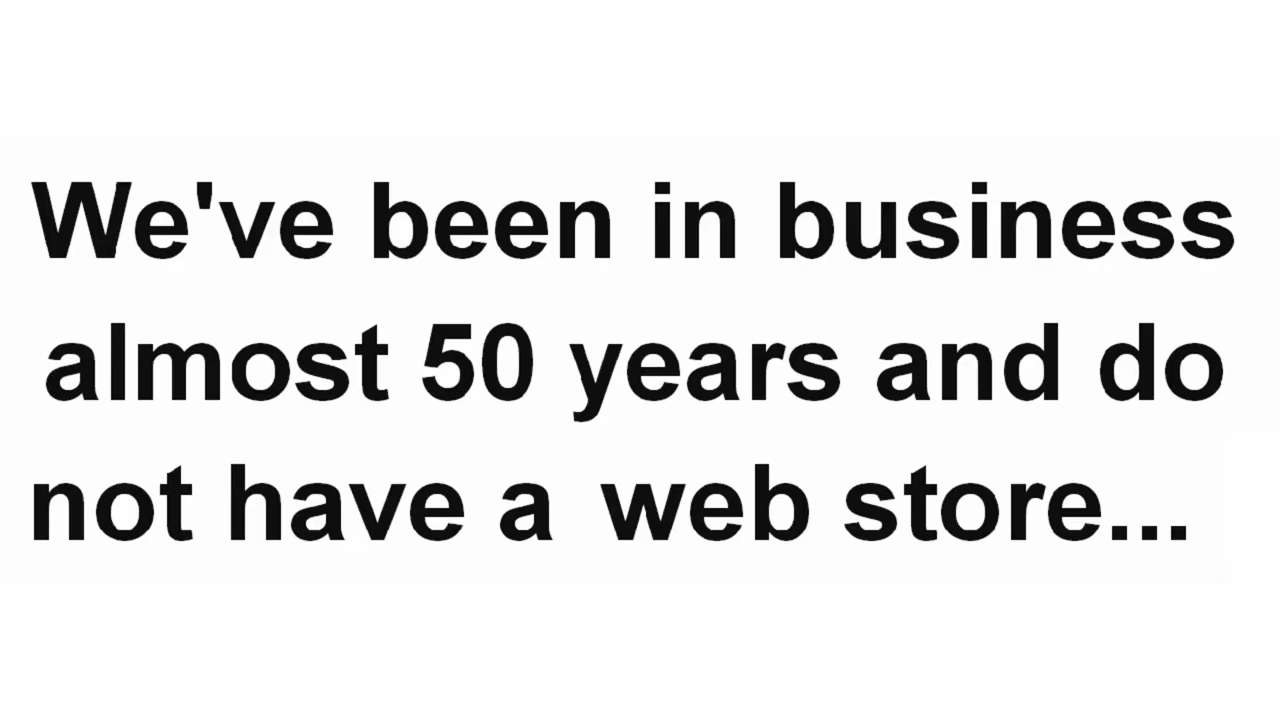 We've been in business
almost 50 years and do
not have a web store...